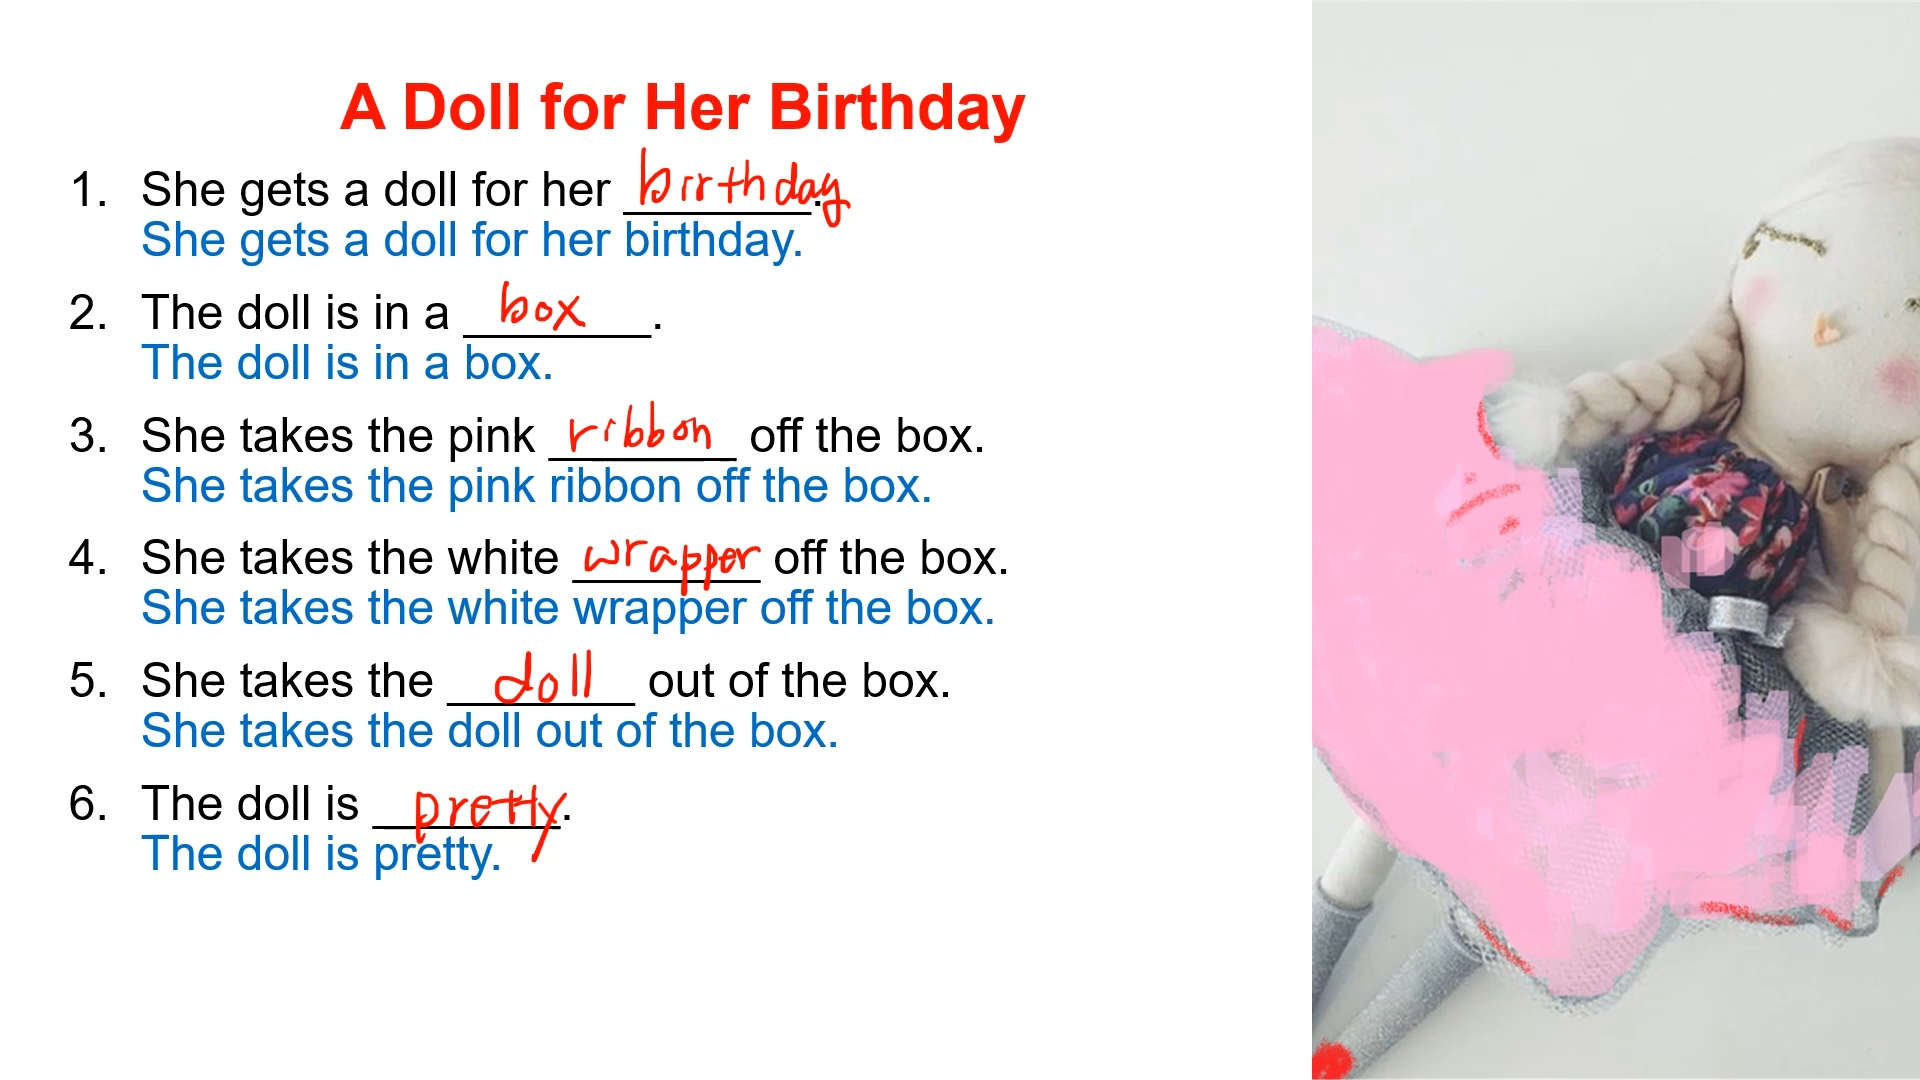 A Doll for Her Birthday
1. She gets a doll for her birthday.
She gets a doll for her birthday.
2. The doll is in a box.
The doll is in a box.
3. She takes the pink ribbon off the box.
She takes the pink ribbon off the box.
4. She takes the white wrapper off the box.
She takes the white wrapper off the box.
5. She takes the doll out of the box.
She takes the doll out of the box.
6. The doll is pretty.
The doll is pretty.